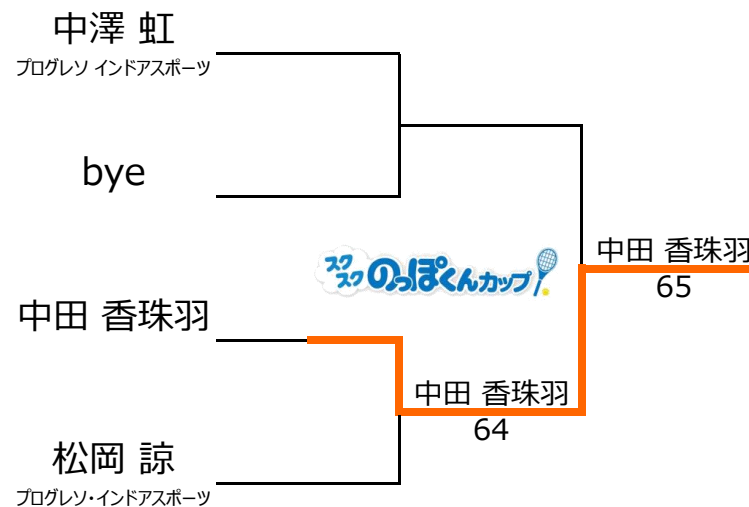 中澤 虹
プログレソ インドアスポーツ
bye
スクスク のっぽくんカップ
中田 香珠羽
65
中田 香珠羽
中田 香珠羽
64
松岡 諒
プログレソ・インドアスポーツ